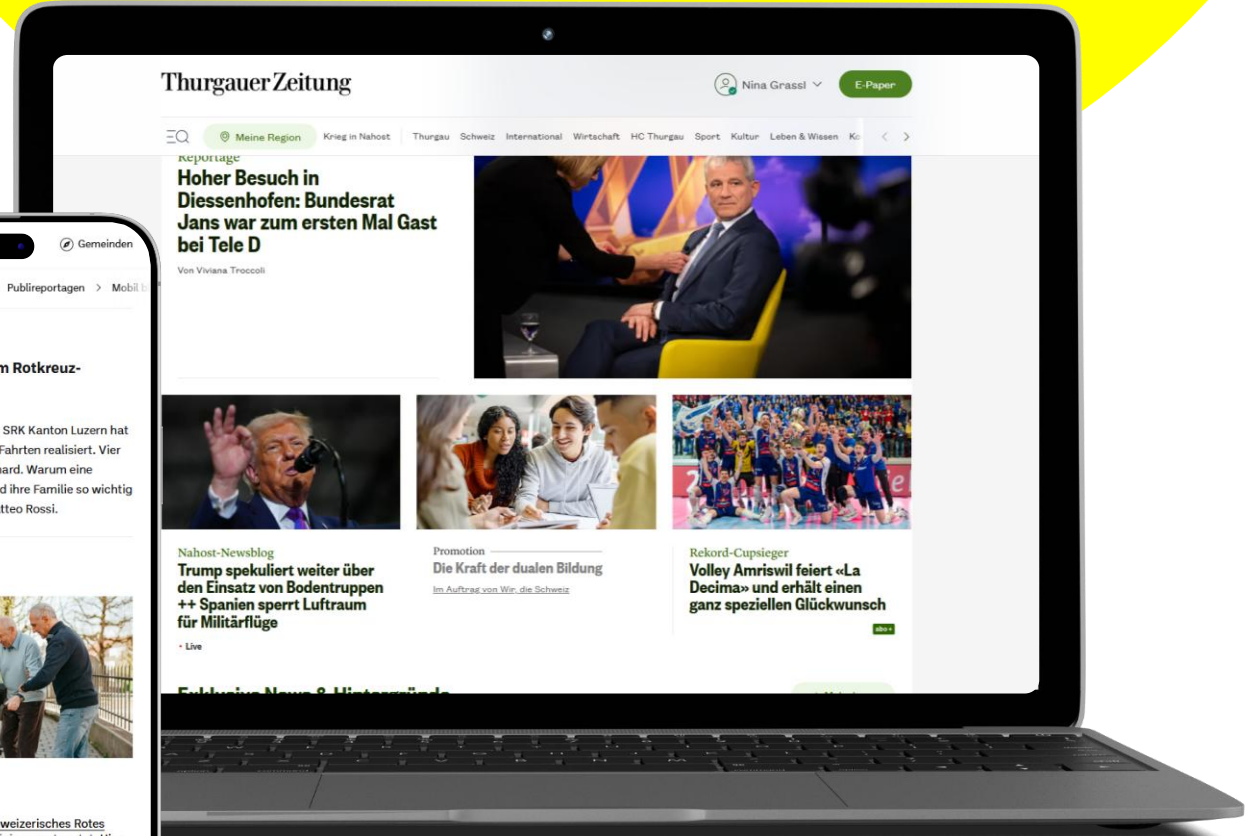 Thurgauer Zeitung
Nina Grassl
E-Paper
Meine Region
Krieg in Nahost
Thurgau
Schweiz
International
Wirtschaft
HC Thurgau
Sport
Kultur
Leben & Wissen
Reportage
Hoher Besuch in
Diessenhofen: Bundesrat
Jans war zum ersten Mal Gast
bei Tele D
Von Viviana Troccoli
Nahost-Newsblog
Trump spekuliert weiter über
den Einsatz von Bodentruppen
++ Spanien sperrt Luftraum
für Militärflüge
Live
Promotion
Die Kraft der dualen Bildung
Im Auftrag von Wir, die Schweiz
Rekord-Cupsieger
Volley Amriswil feiert «La
Decima» und erhält einen
ganz speziellen Glückwunsch
abo+
Exklusive News & Hintergründe
Gemeinden
Publireportagen > Mobil
m Rotkreuz-
SRK Kanton Luzern hat
Fahrten realisiert. Vier
ard. Warum eine
d ihre Familie so wichtig
tteo Rossi.
weizerisches Rotes